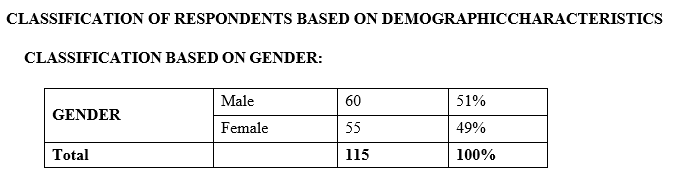 CLASSIFICATION OF RESPONDENTS BASED ON DEMOGRAPHICCHARACTERISTICS
CLASSIFICATION BASED ON GENDER:
GENDER Male 60 51%
Female 55 49%
Total 115 100%